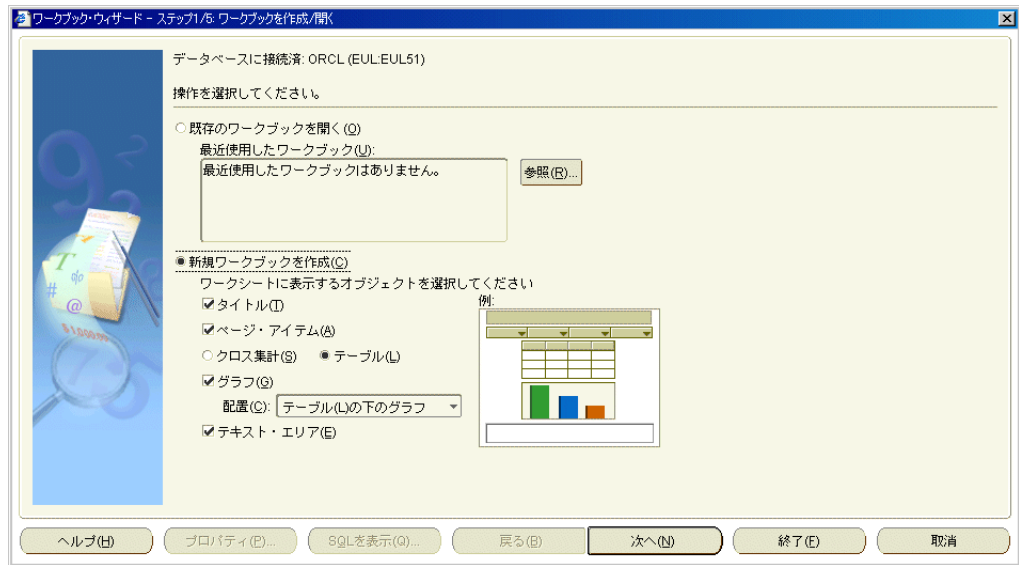 ワークブック・ウィザード - ステップ1/5: ワークブックを作成/開く
データベースに接続済: ORCL (EUL:EUL51)
操作を選択してください。
既存のワークブックを開く(O)
最近使用したワークブック(U):
最近使用したワークブックはありません。
参照(R)...
新規ワークブックを作成(C)
ワークシートに表示するオブジェクトを選択してください
タイトル(T)
例:
ページ・アイテム(A)
クロス集計(S) テーブル(L)
グラフ(G)
配置(C): テーブル(L)の下のグラフ
テキスト・エリア(E)
ヘルプ(H) プロパティ(P)... SQLを表示(Q)... 戻る(B) 次へ(N) 終了(F) 取消